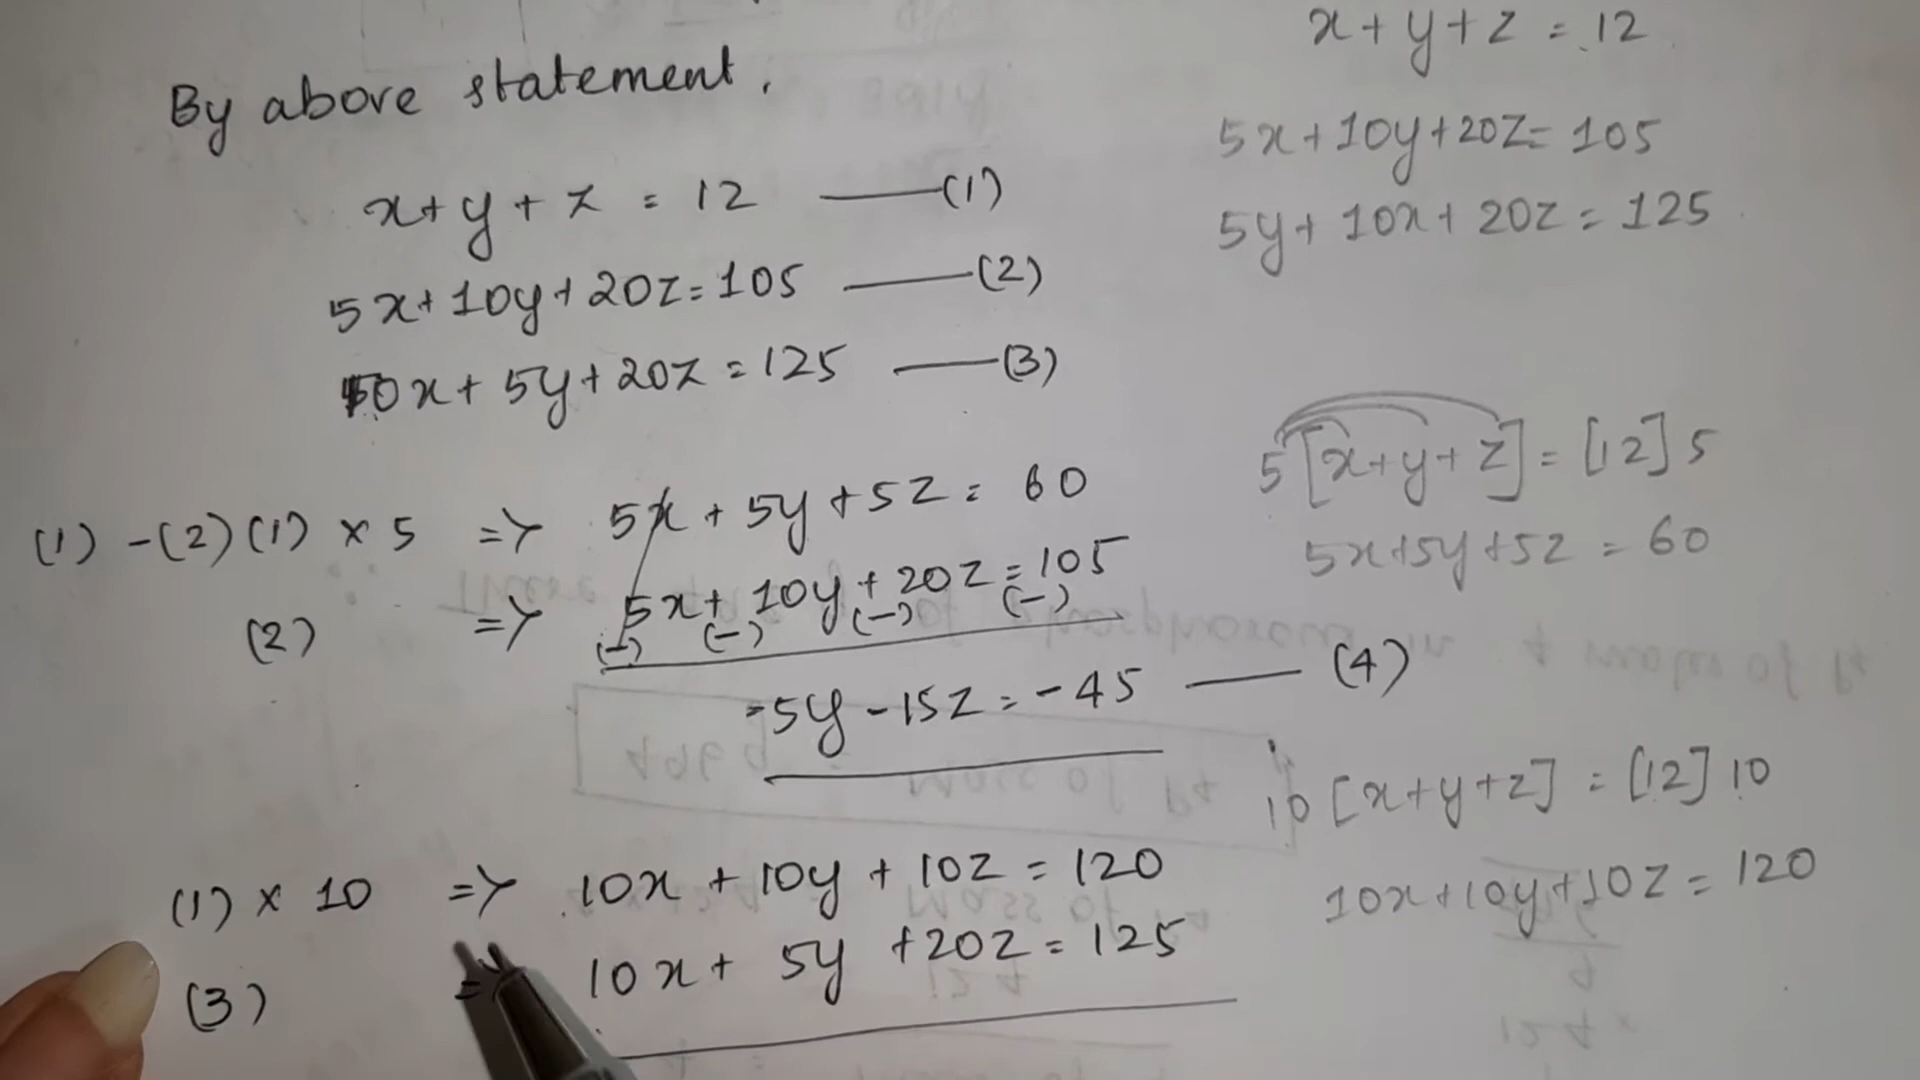 By above statement,
x + y + z = 12 ——(1)
5x + 10y + 20z = 105 ——(2)
10x + 5y + 20z = 125 ——(3)
(1) - (2) (1) × 5 => 5x + 5y + 5z = 60
(2) => 5x + 10y + 20z = 105
(-) (-) (-) (-)
-5y - 15z = -45 —— (4)
(1) × 10 => 10x + 10y + 10z = 120
(3) => 10x + 5y + 20z = 125
x + y + z = 12
5x + 10y + 20z = 105
5y + 10x + 20z = 125
5[x + y + z] = [12]5
5x + 5y + 5z = 60
10[x + y + z] = [12]10
10x + 10y + 10z = 120